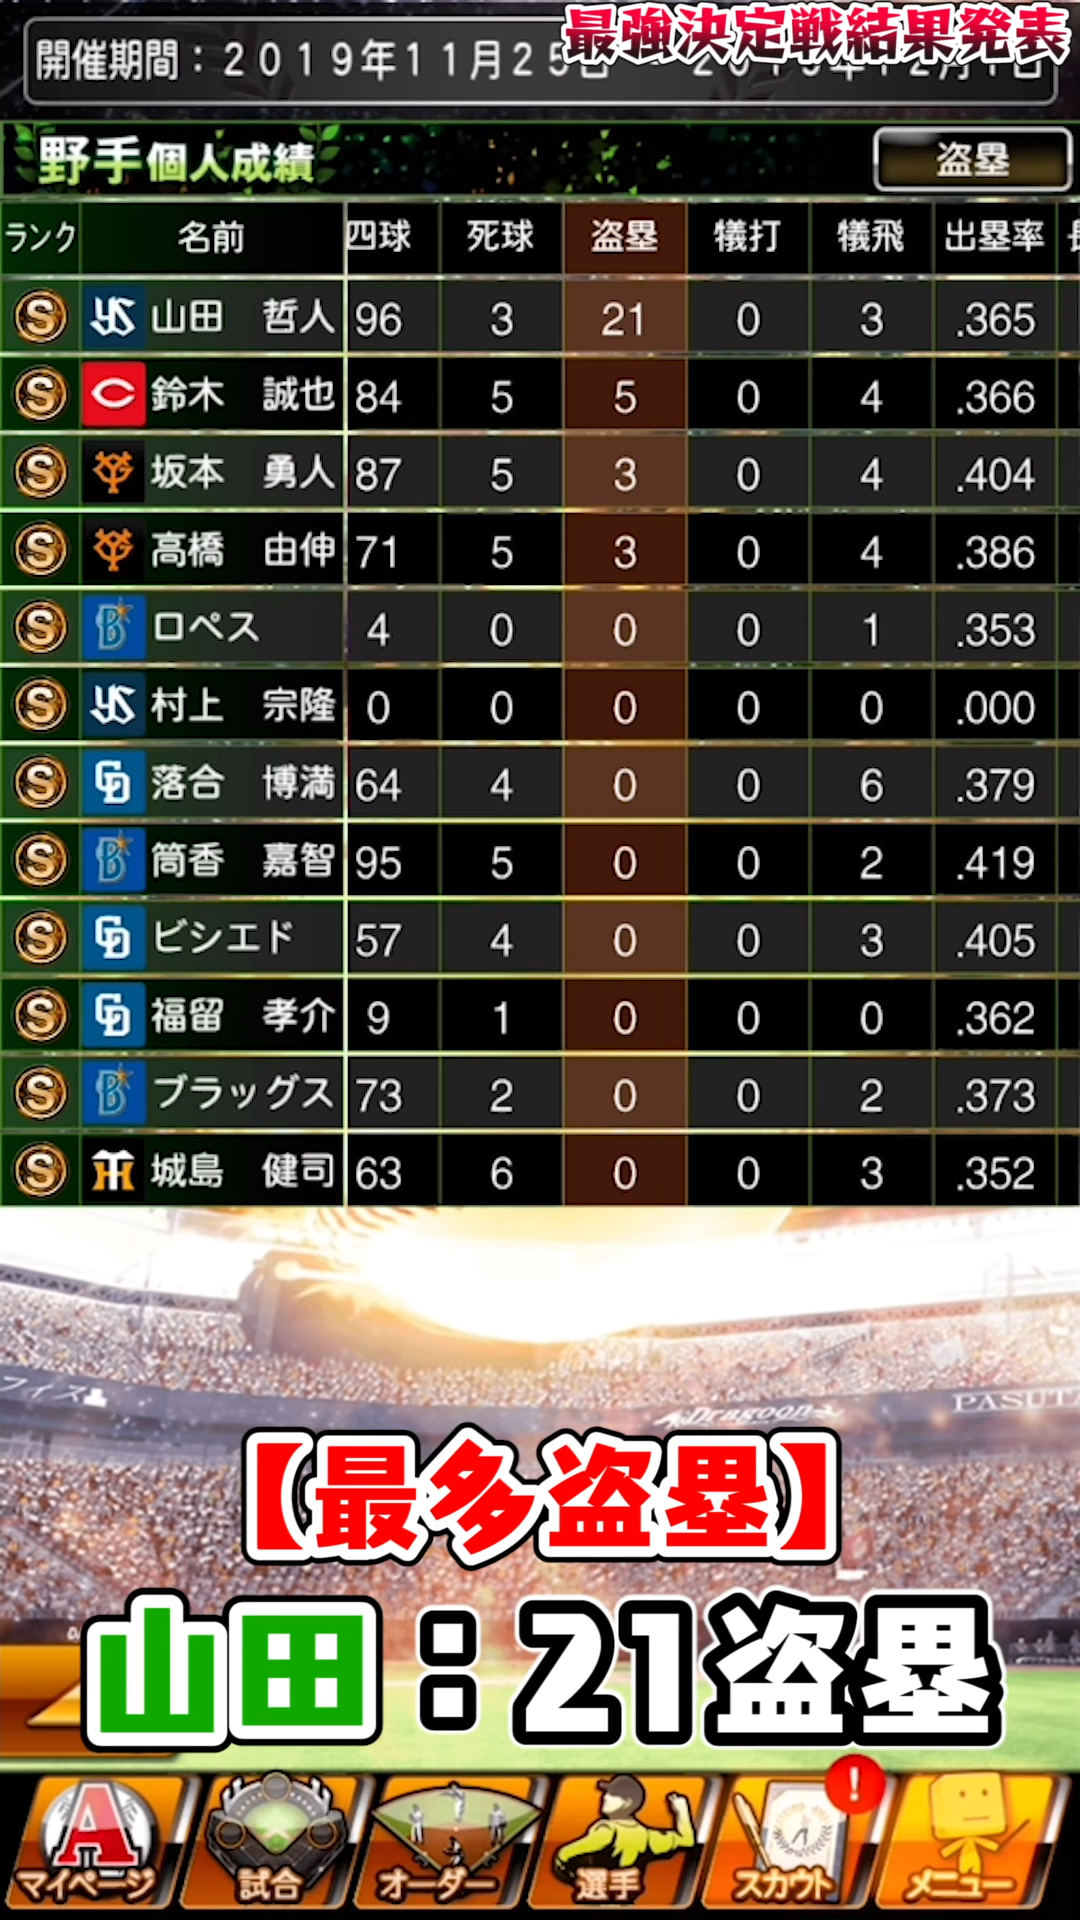 最強決定戦結果発表
開催期間：2019年11月25日
野手個人成績 盗塁
ランク 名前 四球 死球 盗塁 犠打 犠飛 出塁率
S 山田 哲人 96 3 21 0 3 .365
S 鈴木 誠也 84 5 5 0 4 .366
S 坂本 勇人 87 5 3 0 4 .404
S 高橋 由伸 71 5 3 0 4 .386
S ロペス 4 0 0 0 1 .353
S 村上 宗隆 0 0 0 0 0 .000
S 落合 博満 64 4 0 0 6 .379
S 筒香 嘉智 95 5 0 0 2 .419
S ビシエド 57 4 0 0 3 .405
S 福留 孝介 9 1 0 0 0 .362
S ブラッグス 73 2 0 0 2 .373
S 城島 健司 63 6 0 0 3 .352
フィス
Dragoon
PASUT
【最多盗塁】
山田：21盗塁
マイページ 試合 オーダー 選手 スカウト メニュー